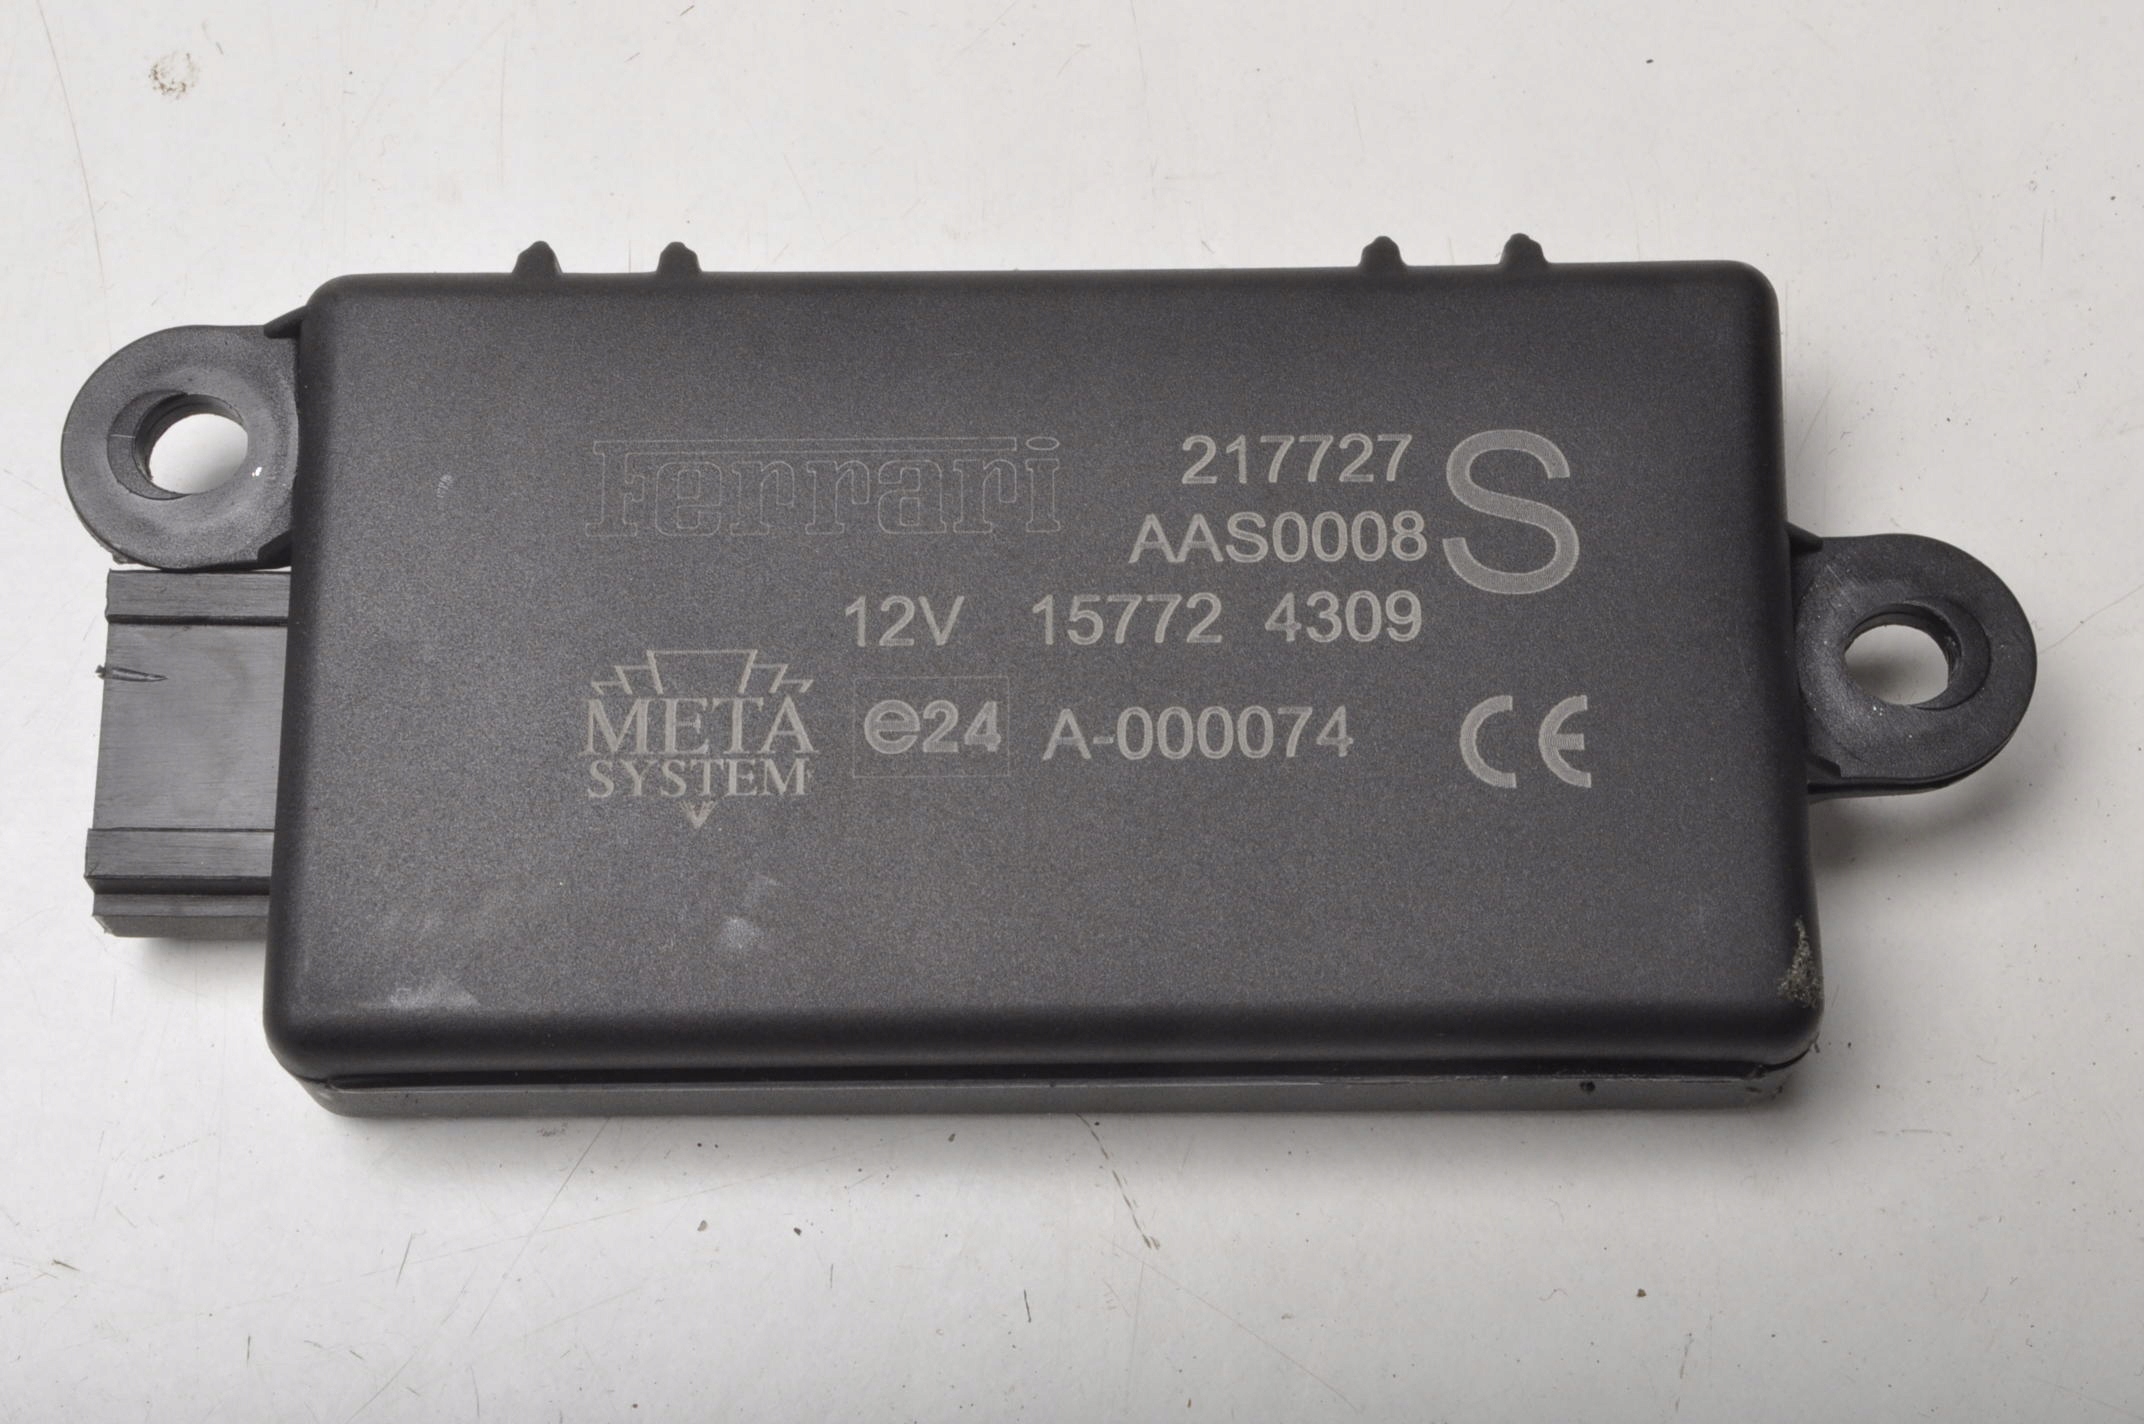 Ferrari
217727 S
AAS0008
12V 15772 4309
META
SYSTEM
e24 A-000074 CE